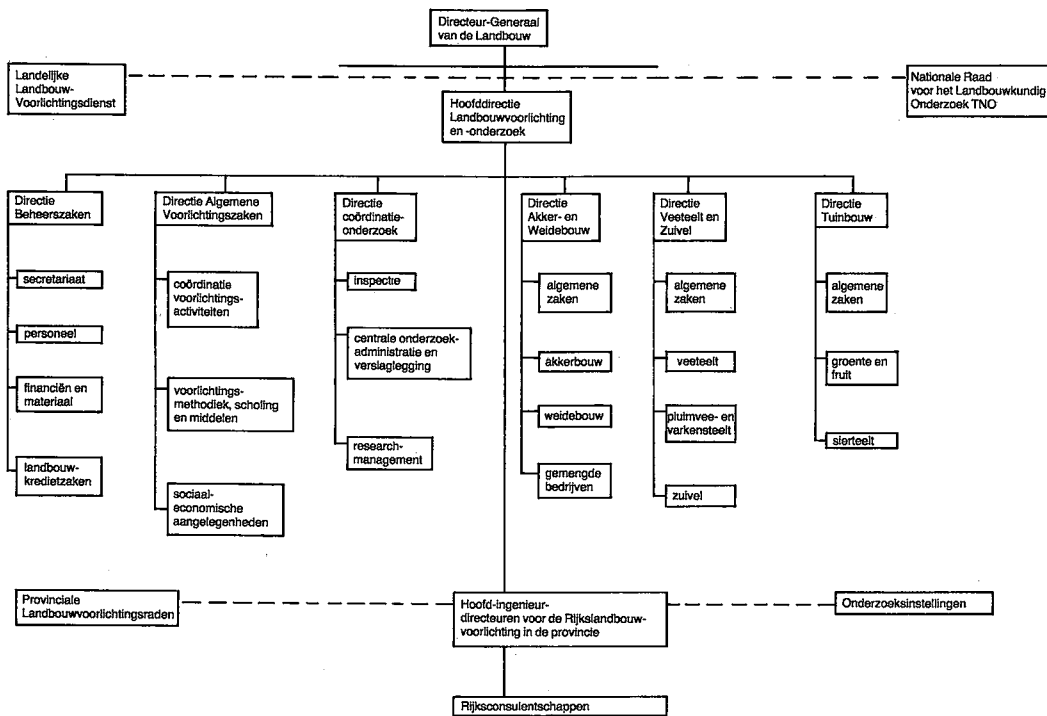 Directeur-Generaal
van de Landbouw
Landelijke
Landbouw-
Voorlichtingsdienst
Nationale Raad
voor het Landbouwkundig
Onderzoek TNO
Hoofddirectie
Landbouwvoorlichting
en -onderzoek
Directie
Beheerszaken
secretariaat
personeel
financiën en
materiaal
landbouw-
kredietzaken
Directie Algemene
Voorlichtingszaken
coördinatie
voorlichtings-
activiteiten
voorlichtings-
methodiek, scholing
en middelen
sociaal-
economische
aangelegenheden
Directie
coördinatie-
onderzoek
inspectie
centrale onderzoek-
administratie en
verslaglegging
research-
management
Directie
Akker- en
Weidebouw
algemene
zaken
akkerbouw
weidebouw
gemengde
bedrijven
Directie
Veeteelt en
Zuivel
algemene
zaken
veeteelt
pluimvee- en
varkensteelt
zuivel
Directie
Tuinbouw
algemene
zaken
groente en
fruit
sierteelt
Provinciale
Landbouwvoorlichtingsraden
Hoofd-ingenieur-
directeuren voor de Rijkslandbouw-
voorlichting in de provincie
Onderzoeksinstellingen
Rijksconsulentschappen